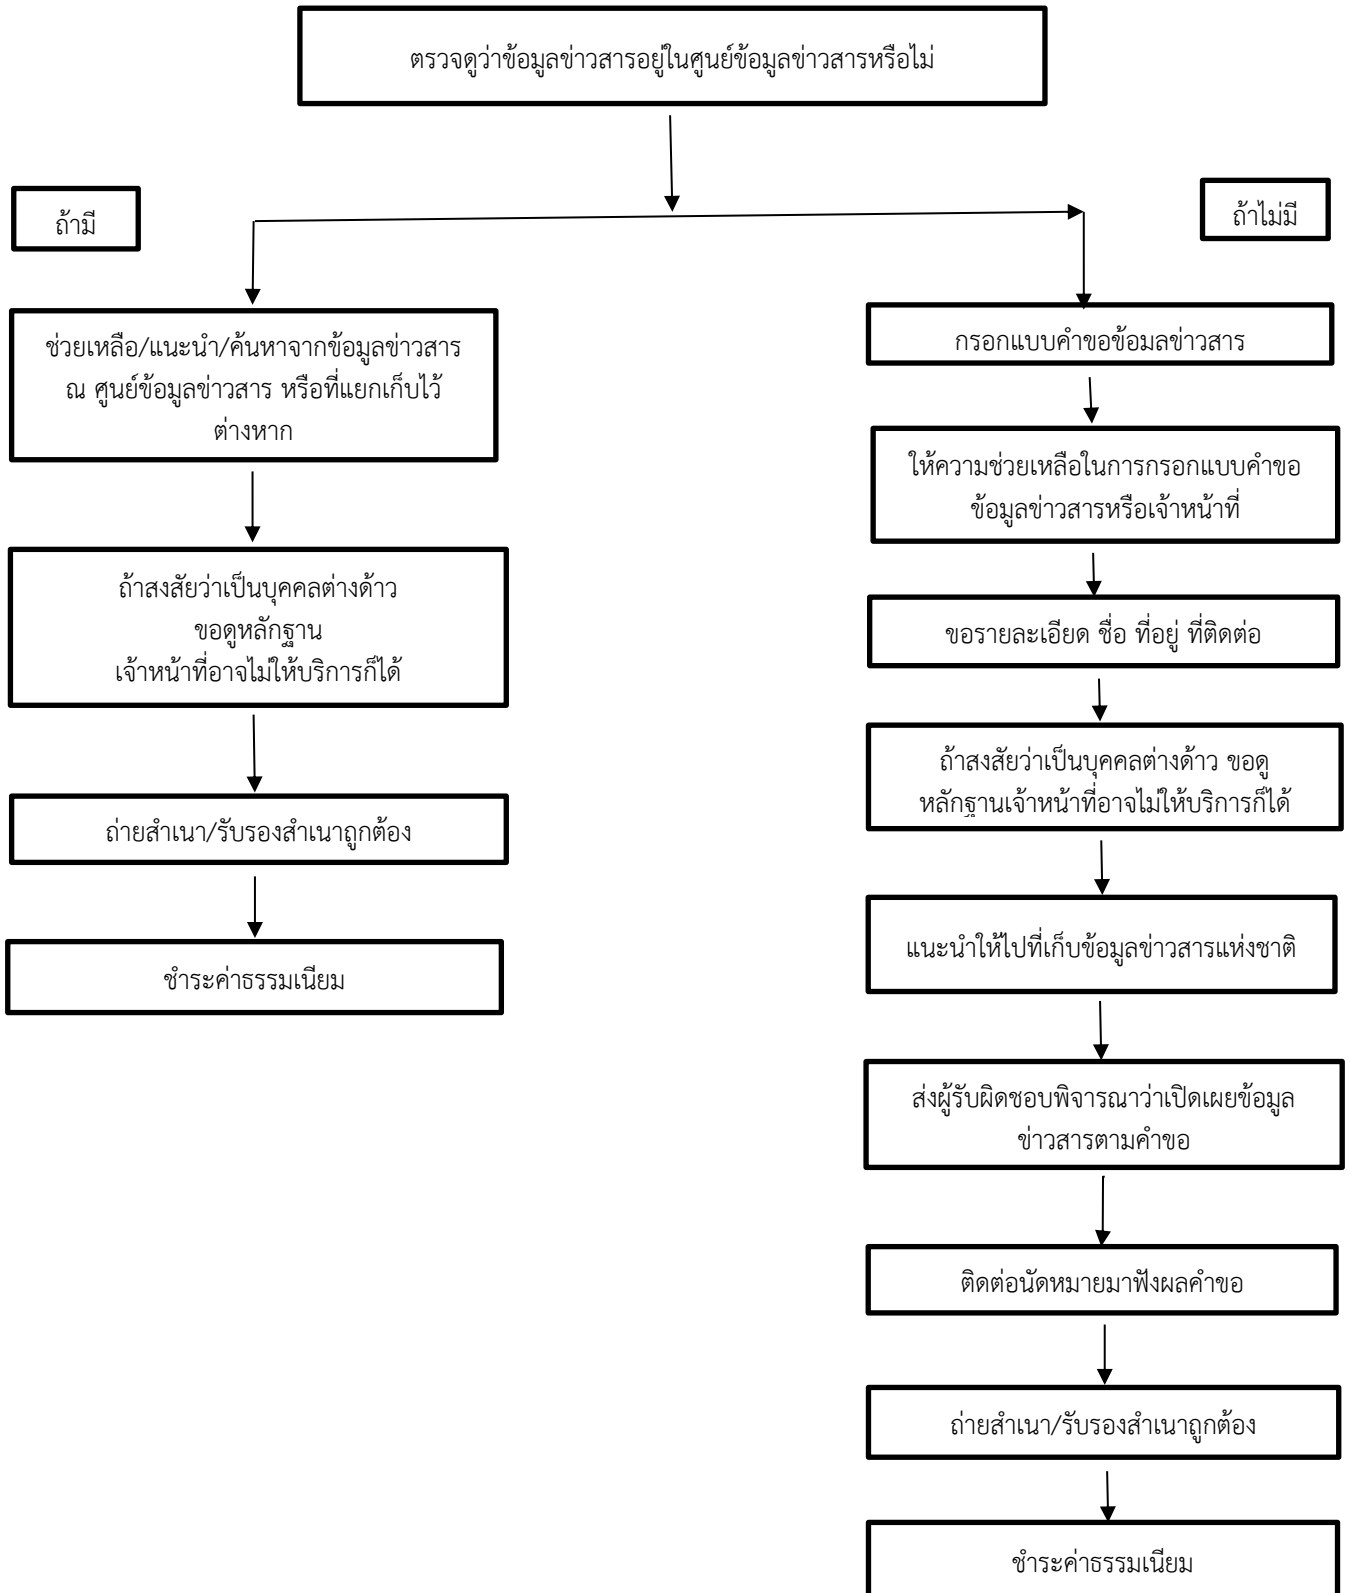 ตรวจดูว่าข้อมูลข่าวสารอยู่ในศูนย์ข้อมูลข่าวสารหรือไม่
ถ้ามี
ถ้าไม่มี
ช่วยเหลือ/แนะนำ/ค้นหาจากข้อมูลข่าวสาร
ณ ศูนย์ข้อมูลข่าวสาร หรือที่แยกเก็บไว้
ต่างหาก
ถ้าสงสัยว่าเป็นบุคคลต่างด้าว
ขอดูหลักฐาน
เจ้าหน้าที่อาจไม่ให้บริการก็ได้
ถ่ายสำเนา/รับรองสำเนาถูกต้อง
ชำระค่าธรรมเนียม
กรอกแบบคำขอข้อมลข่าวสาร
ให้ความช่วยเหลือในการกรอกแบบคำขอ
ข้อมูลข่าวสารหรือเจ้าหน้าที่
ขอรายละเอียด ชื่อ ที่อยู่ ที่ติดต่อ
ถ้าสงสัยว่าเป็นบุคคลต่างด้าว ขอดู
หลักฐานเจ้าหน้าที่อาจไม่ให้บริการก็ได้
แนะนำให้ไปที่เก็บข้อมูลข่าวสารแห่งชาติ
ส่งผู้รับผิดชอบพิจารณาว่าเปิดเผยข้อมูล
ข่าวสารตามคำขอ
ติดต่อนัดหมายมาฟังผลคำขอ
ถ่ายสำเนา/รับรองสำเนาถูกต้อง
ชำระค่าธรรมเนียม